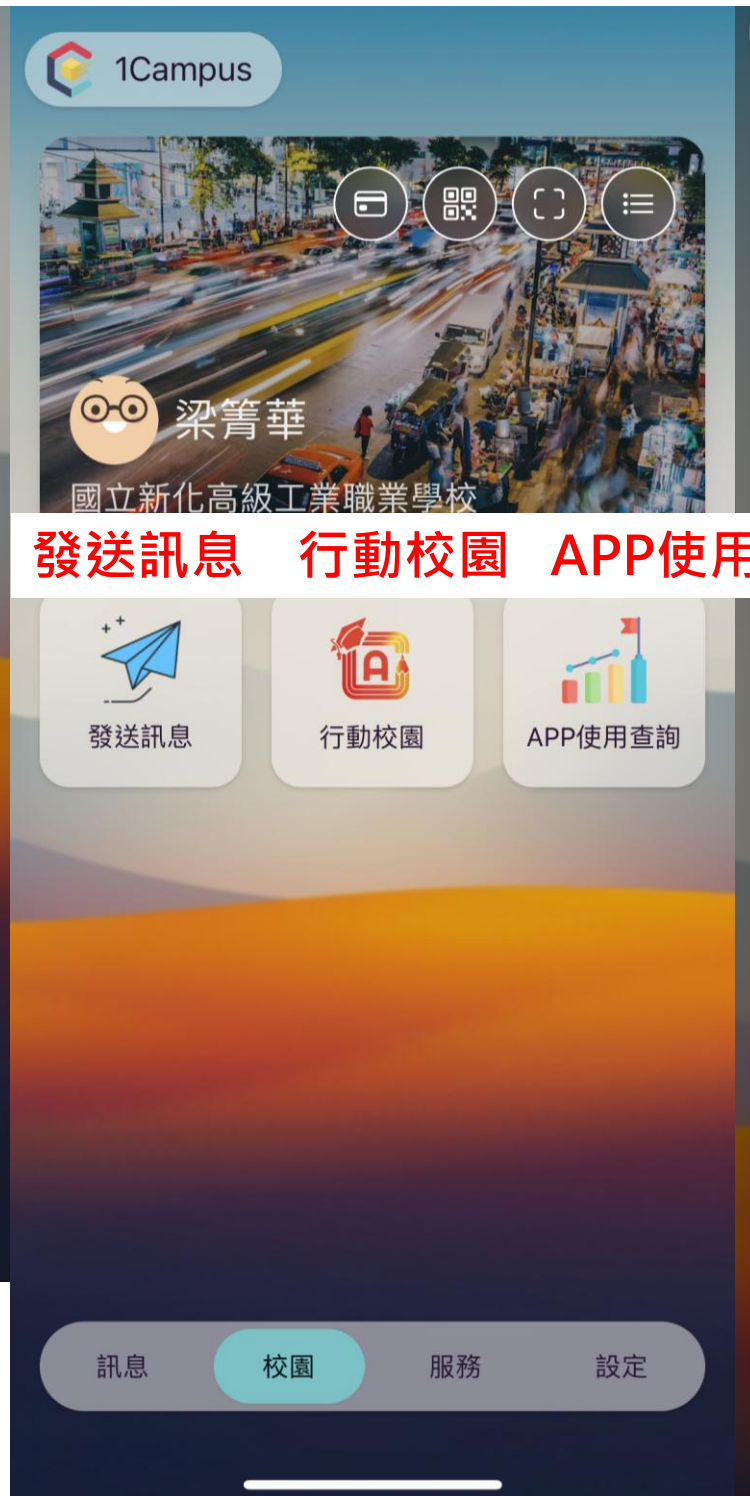 1Campus
梁箐華
國立新化高級工業職業學校
發送訊息 行動校園 APP使用
發送訊息 行動校園 APP使用查詢
訊息 校園 服務 設定